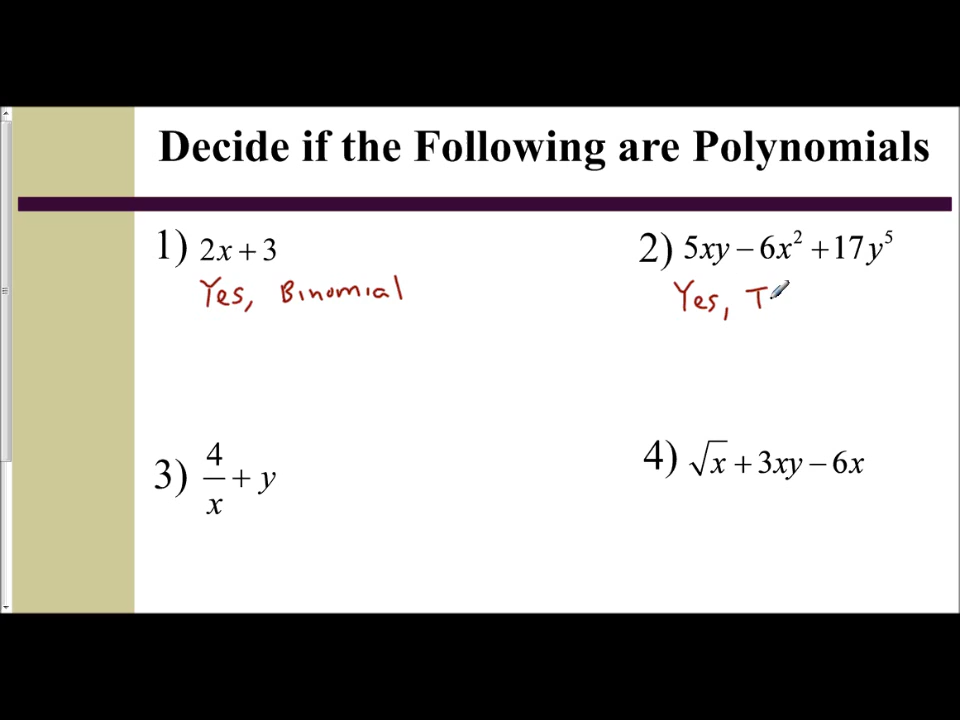 Decide if the Following are Polynomials
1) 2x + 3
Yes, Binomial
2) 5xy − 6x² + 17y⁵
Yes, T
3) 4/x + y
4) √x + 3xy − 6x